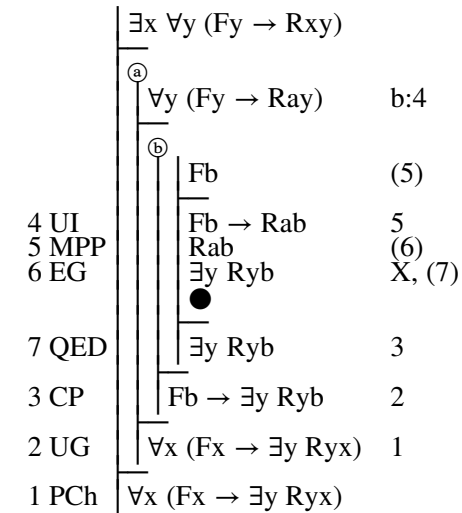 ∃x ∀y (Fy → Rxy)
ⓐ
∀y (Fy → Ray) b:4
ⓑ
Fb (5)
4 UI Fb → Rab 5
5 MPP Rab (6)
6 EG ∃y Ryb X, (7)
●
7 QED ∃y Ryb 3
3 CP Fb → ∃y Ryb 2
2 UG ∀x (Fx → ∃y Ryx) 1
1 PCh ∀x (Fx → ∃y Ryx)